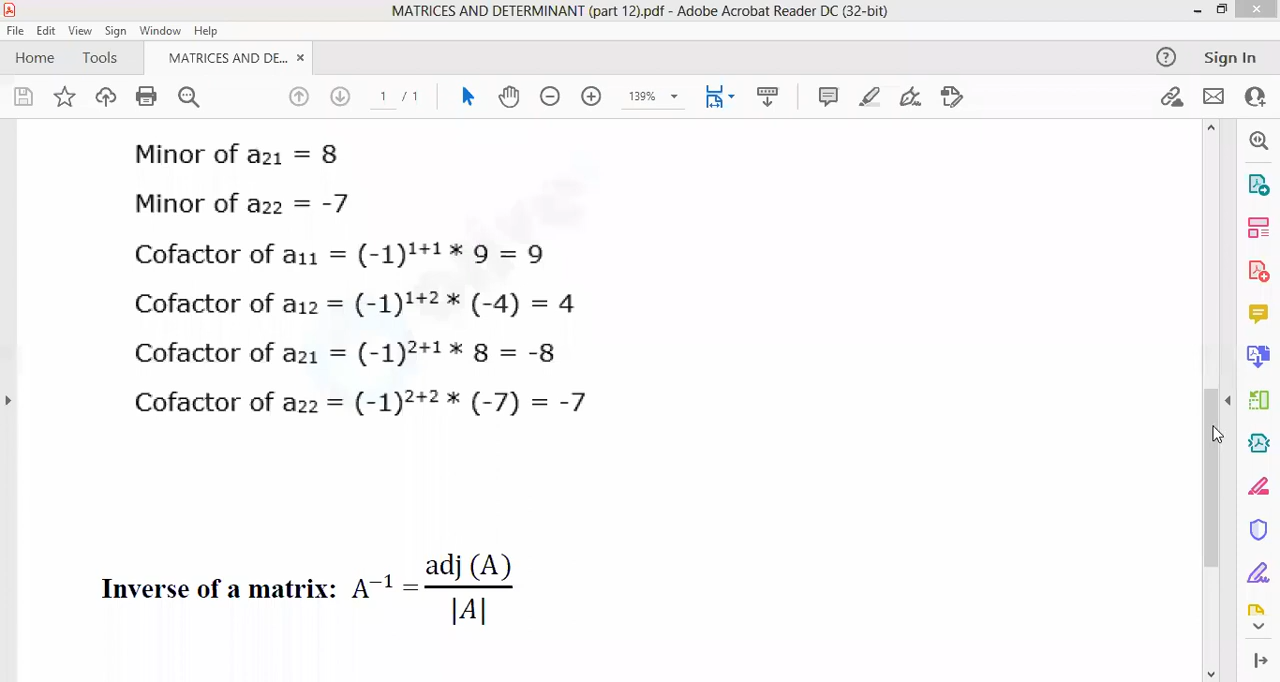 MATRICES AND DETERMINANT (part 12).pdf - Adobe Acrobat Reader DC (32-bit)
File Edit View Sign Window Help
Home Tools MATRICES AND DE... × Sign In
1 / 1 139%
Minor of a₂₁ = 8
Minor of a₂₂ = -7
Cofactor of a₁₁ = (-1)¹⁺¹ * 9 = 9
Cofactor of a₁₂ = (-1)¹⁺² * (-4) = 4
Cofactor of a₂₁ = (-1)²⁺¹ * 8 = -8
Cofactor of a₂₂ = (-1)²⁺² * (-7) = -7
adj (A)
Inverse of a matrix: A⁻¹ =
|A|